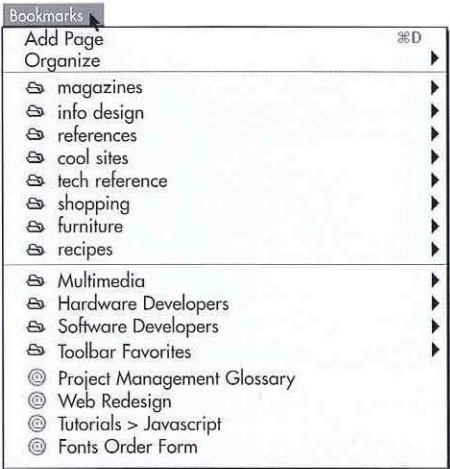 Bookmarks
Add Page ⌘D
Organize
magazines
info design
references
cool sites
tech reference
shopping
furniture
recipes
Multimedia
Hardware Developers
Software Developers
Toolbar Favorites
@ Project Management Glossary
@ Web Redesign
@ Tutorials > Javascript
@ Fonts Order Form